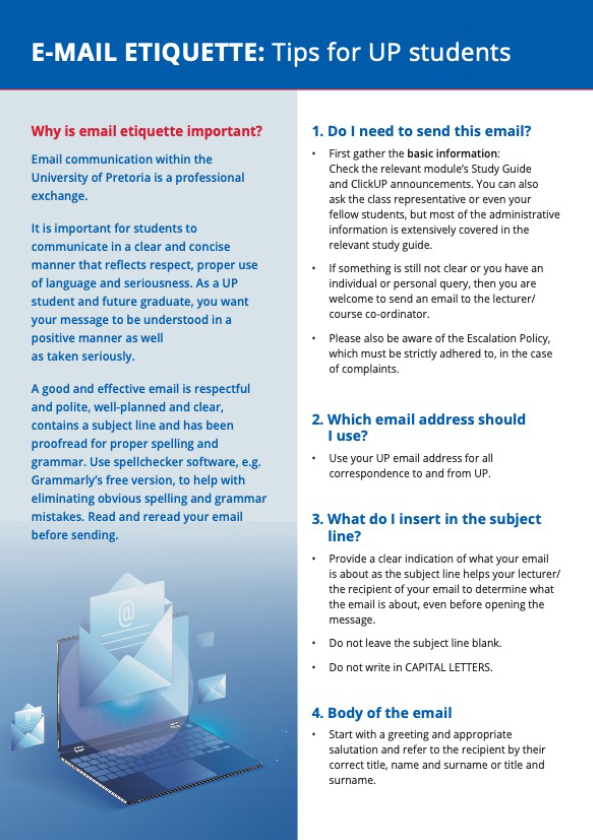 E-MAIL ETIQUETTE: Tips for UP students
Why is email etiquette important?
Email communication within the
University of Pretoria is a professional
exchange.
It is important for students to
communicate in a clear and concise
manner that reflects respect, proper use
of language and seriousness. As a UP
student and future graduate, you want
your message to be understood in a
positive manner as well
as taken seriously.
A good and effective email is respectful
and polite, well-planned and clear,
contains a subject line and has been
proofread for proper spelling and
grammar. Use spellchecker software, e.g.
Grammarly's free version, to help with
eliminating obvious spelling and grammar
mistakes. Read and reread your email
before sending.
@
1. Do I need to send this email?
• First gather the basic information:
Check the relevant module's Study Guide
and ClickUP announcements. You can also
ask the class representative or even your
fellow students, but most of the administrative
information is extensively covered in the
relevant study guide.
• If something is still not clear or you have an
individual or personal query, then you are
welcome to send an email to the lecturer/
course co-ordinator.
• Please also be aware of the Escalation Policy,
which must be strictly adhered to, in the case
of complaints.
2. Which email address should
I use?
• Use your UP email address for all
correspondence to and from UP.
3. What do I insert in the subject
line?
• Provide a clear indication of what your email
is about as the subject line helps your lecturer/
the recipient of your email to determine what
the email is about, even before opening the
message.
• Do not leave the subject line blank.
• Do not write in CAPITAL LETTERS.
4. Body of the email
• Start with a greeting and appropriate
salutation and refer to the recipient by their
correct title, name and surname or title and
surname.